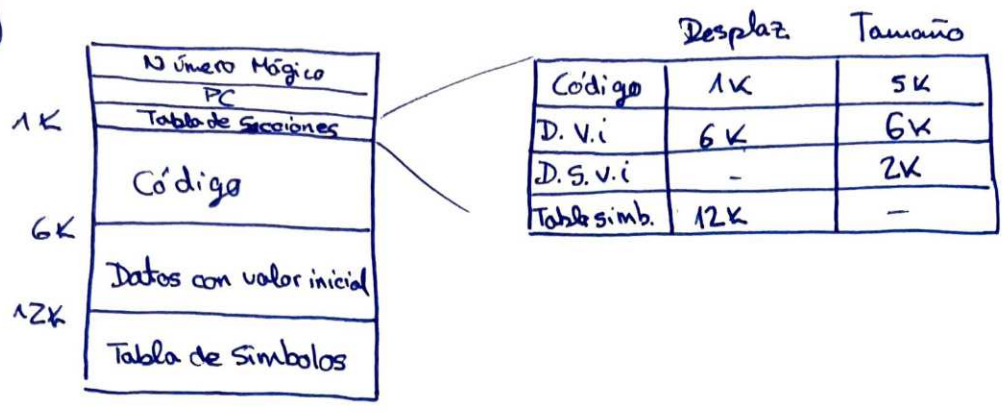 )
Número Mágico
PC
1K
Tabla de Secciones
Código
6K
Datos con valor inicial
12K
Tabla de Símbolos
Desplaz. Tamaño
Código 1K 5K
D. V. i 6K 6K
D. S. V. i - 2K
Tabla simb. 12K -